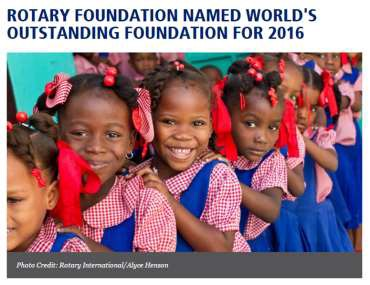 ROTARY FOUNDATION NAMED WORLD'S
OUTSTANDING FOUNDATION FOR 2016
Photo Credit: Rotary International/Alyce Henson